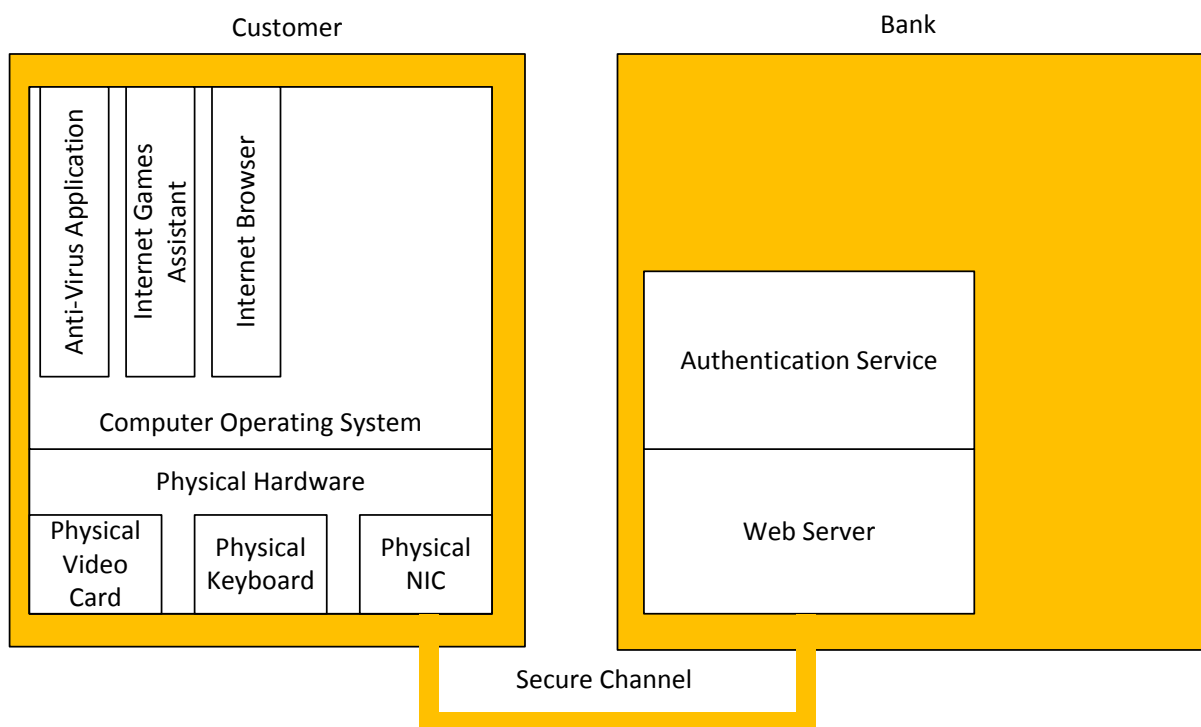 Customer
Bank
Anti-Virus Application
Internet Games
Assistant
Internet Browser
Computer Operating System
Physical Hardware
Physical
Video
Card
Physical
Keyboard
Physical
NIC
Authentication Service
Web Server
Secure Channel